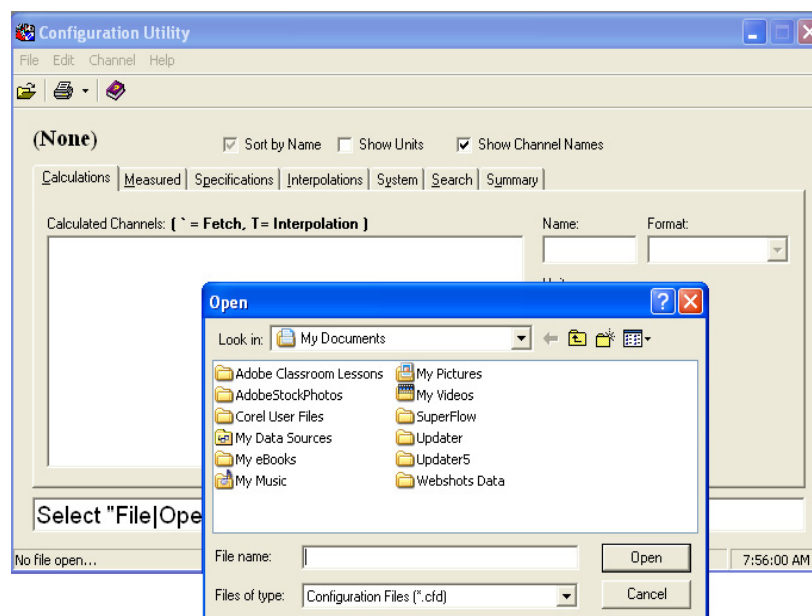 Configuration Utility
File Edit Channel Help
(None)
Sort by Name Show Units Show Channel Names
Calculations Measured Specifications Interpolations System Search Summary
Calculated Channels: ( ` = Fetch, T= Interpolation )
Name: Format:
Open
Look in: My Documents
Adobe Classroom Lessons
AdobeStockPhotos
Corel User Files
My Data Sources
My eBooks
My Music
My Pictures
My Videos
SuperFlow
Updater
Updater5
Webshots Data
Select "File|Ope
File name: Open
Files of type: Configuration Files (*.cfd) Cancel
No file open... 7:56:00 AM